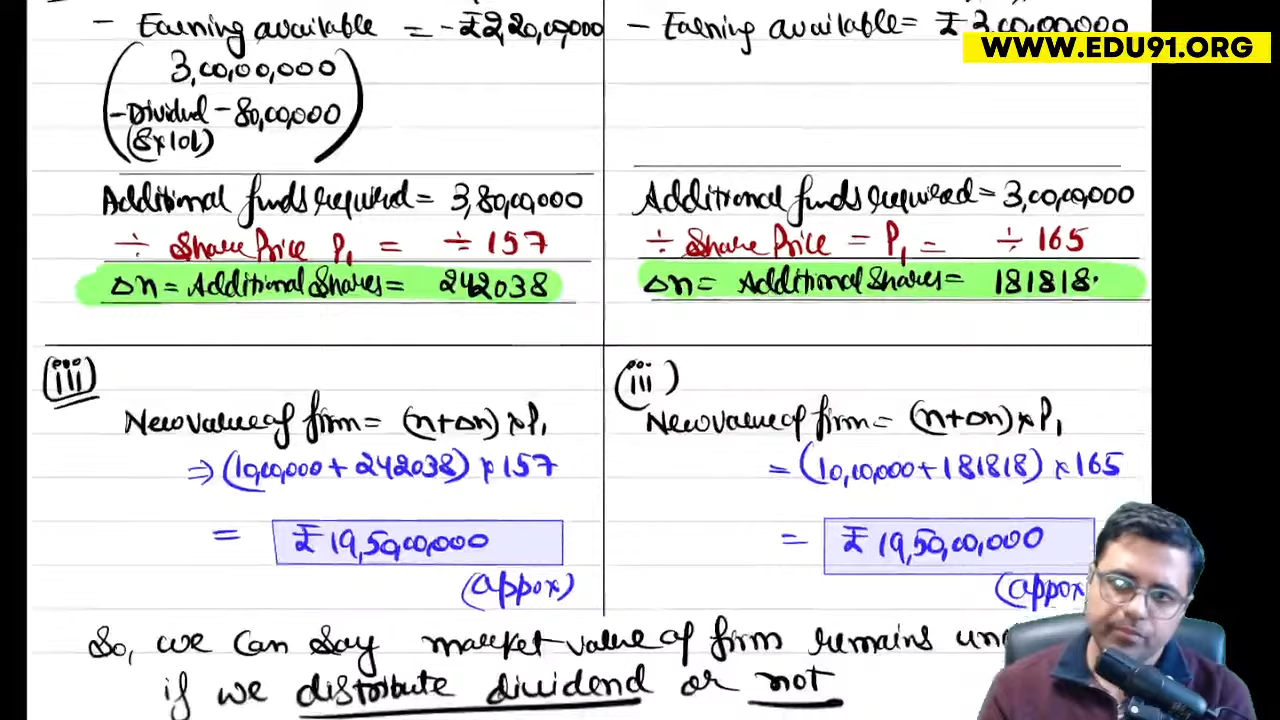 WWW.EDU91.ORG
- Earning available = -₹2,20,00,000
(3,00,00,000
- Dividend - 80,00,000
(8×10L))
Additional funds required = 3,80,00,000
÷ Share Price P₁ = ÷ 157
Δn = Additional Shares = 242038
(iii)
New value of firm = (n+Δn) × P₁
⇒ (10,00,000 + 242038) × 157
= ₹ 19,50,00,000
(appox)
- Earning available = ₹ 3,00,00,000
Additional funds required = 3,00,00,000
÷ Share Price = P₁ = ÷ 165
Δn = Additional Shares = 181818.
(iii)
New value of firm = (n+Δn) × P₁
= (10,10,000 + 181818) × 165
= ₹ 19,50,00,000
(appox
So, we can say market value of firm remains
if we distribute dividend or not